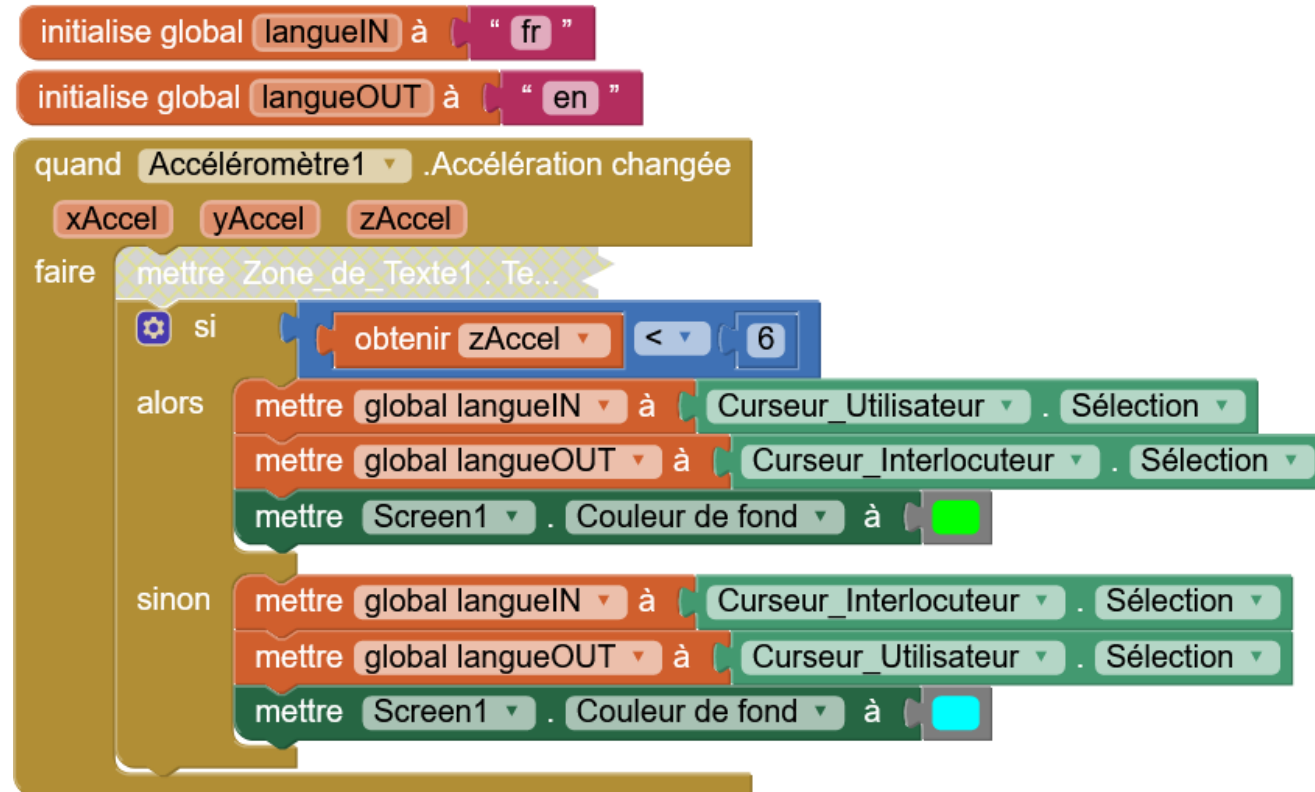 initialise global langueIN à " fr "
initialise global langueOUT à " en "
quand Accéléromètre1 .Accélération changée
xAccel yAccel zAccel
faire mettre Zone_de_Texte1 . Te...
si obtenir zAccel < 6
alors mettre global langueIN à Curseur_Utilisateur . Sélection
mettre global langueOUT à Curseur_Interlocuteur . Sélection
mettre Screen1 . Couleur de fond à
sinon mettre global langueIN à Curseur_Interlocuteur . Sélection
mettre global langueOUT à Curseur_Utilisateur . Sélection
mettre Screen1 . Couleur de fond à